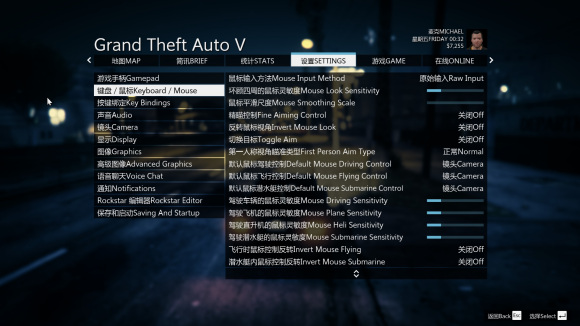 Grand Theft Auto V
麦克MICHAEL
星期五FRIDAY 00:32
$7,255
地图MAP 简讯BRIEF 统计STATS 设置SETTINGS 游戏GAME 在线ONLINE
游戏手柄Gamepad
键盘 / 鼠标Keyboard / Mouse
按键绑定Key Bindings
声音Audio
镜头Camera
显示Display
图像Graphics
高级图像Advanced Graphics
语音聊天Voice Chat
通知Notifications
Rockstar 编辑器Rockstar Editor
保存和启动Saving And Startup
鼠标输入方法Mouse Input Method 原始输入Raw Input
环顾四周的鼠标灵敏度Mouse Look Sensitivity
鼠标平滑尺度Mouse Smoothing Scale
精瞄控制Fine Aiming Control 关闭Off
反转鼠标视角Invert Mouse Look 关闭Off
切换目标Toggle Aim 关闭Off
第一人称视角瞄准类型First Person Aim Type 正常Normal
默认鼠标驾驶控制Default Mouse Driving Control 镜头Camera
默认鼠标飞行控制Default Mouse Flying Control 镜头Camera
默认鼠标潜水艇控制Default Mouse Submarine Control 镜头Camera
驾驶车辆的鼠标灵敏度Mouse Driving Sensitivity
驾驶飞机的鼠标灵敏度Mouse Plane Sensitivity
驾驶直升机的鼠标灵敏度Mouse Heli Sensitivity
驾驶潜水艇的鼠标灵敏度Mouse Submarine Sensitivity
飞行时鼠标控制反转Invert Mouse Flying 关闭Off
潜水艇内鼠标控制反转Invert Mouse Submarine 关闭Off
返回Back Esc 选择Select